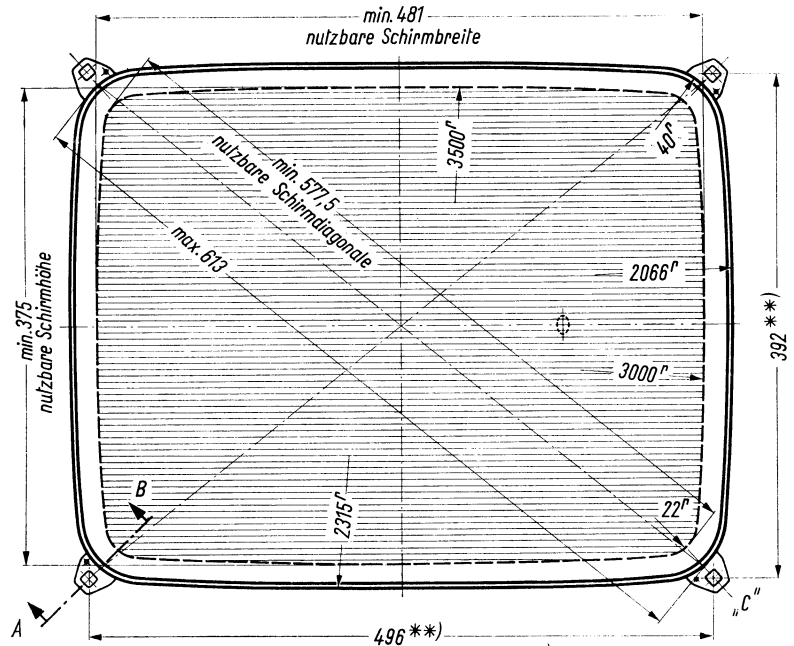 min. 481
nutzbare Schirmbreite
40ʳ
3500ʳ
min. 577,5
nutzbare Schirmdiagonale
max. 613
min. 375
nutzbare Schirmhöhe
2066ʳ
392 **)
3000ʳ
B
2315ʳ
22ʳ
„C"
A
496 **)